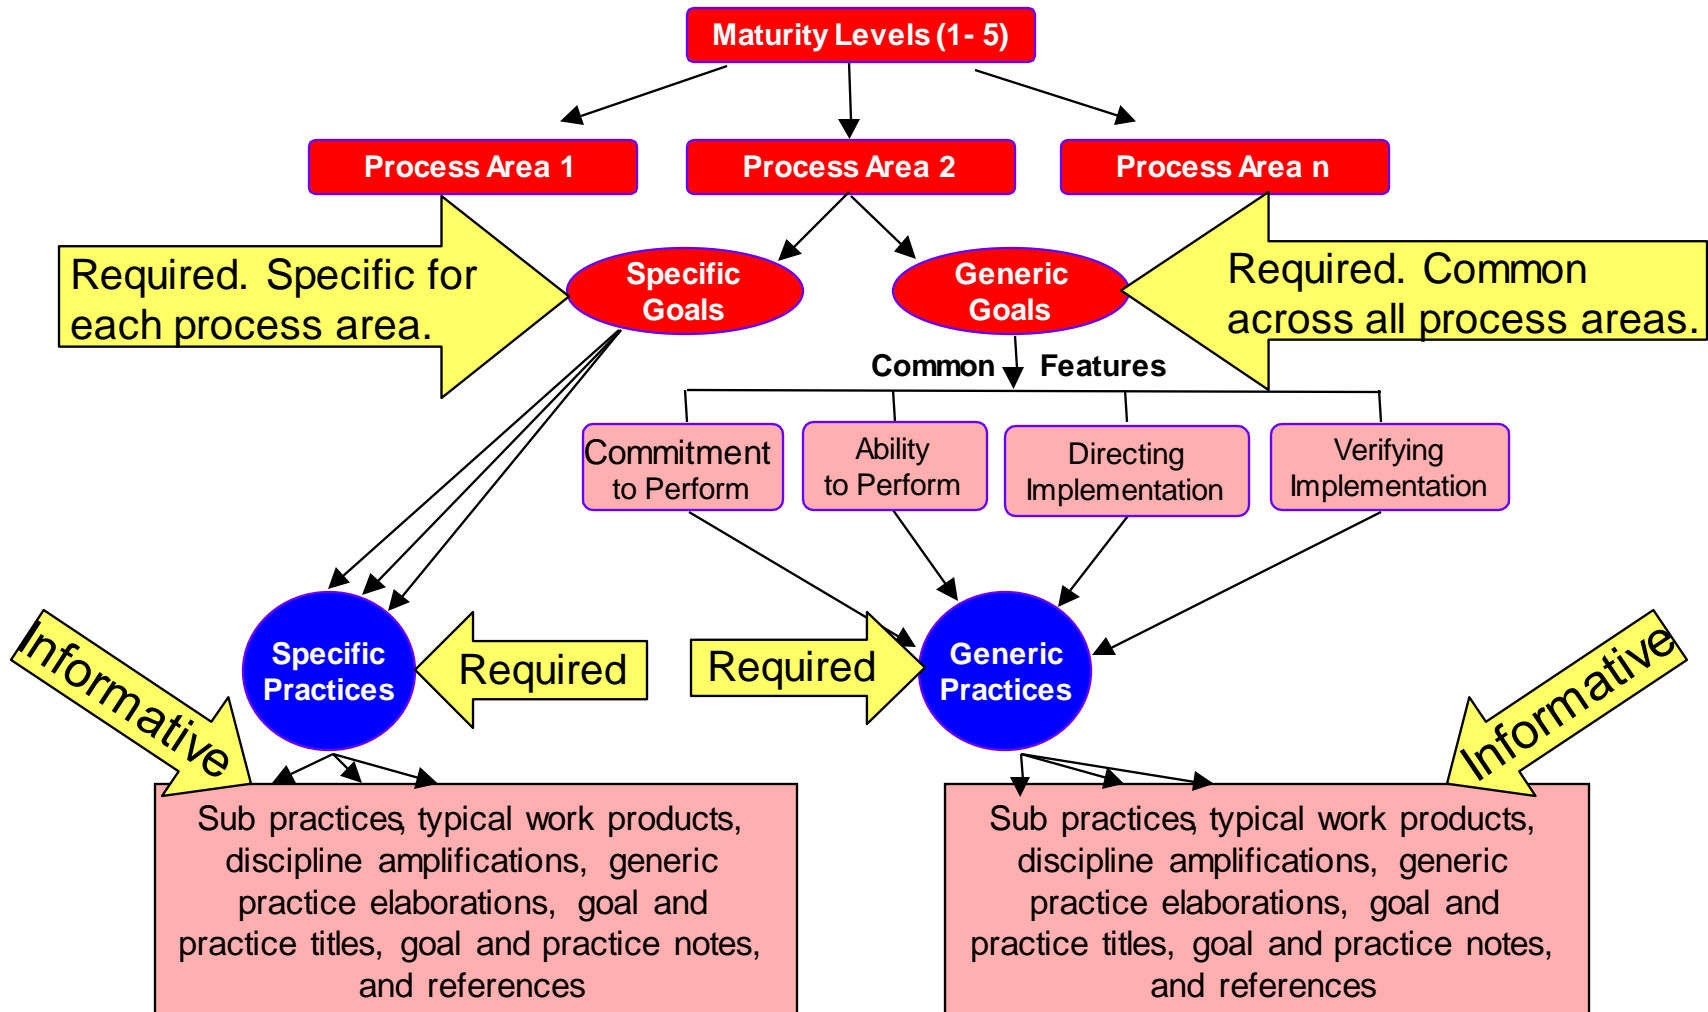 Maturity Levels (1- 5)
Process Area 1
Process Area 2
Process Area n
Required. Specific for
each process area.
Specific
Goals
Generic
Goals
Required. Common
across all process areas.
Common Features
Commitment
to Perform
Ability
to Perform
Directing
Implementation
Verifying
Implementation
Informative
Specific
Practices
Required
Required
Generic
Practices
Informative
Sub practices, typical work products,
discipline amplifications, generic
practice elaborations, goal and
practice titles, goal and practice notes,
and references
Sub practices, typical work products,
discipline amplifications, generic
practice elaborations, goal and
practice titles, goal and practice notes,
and references